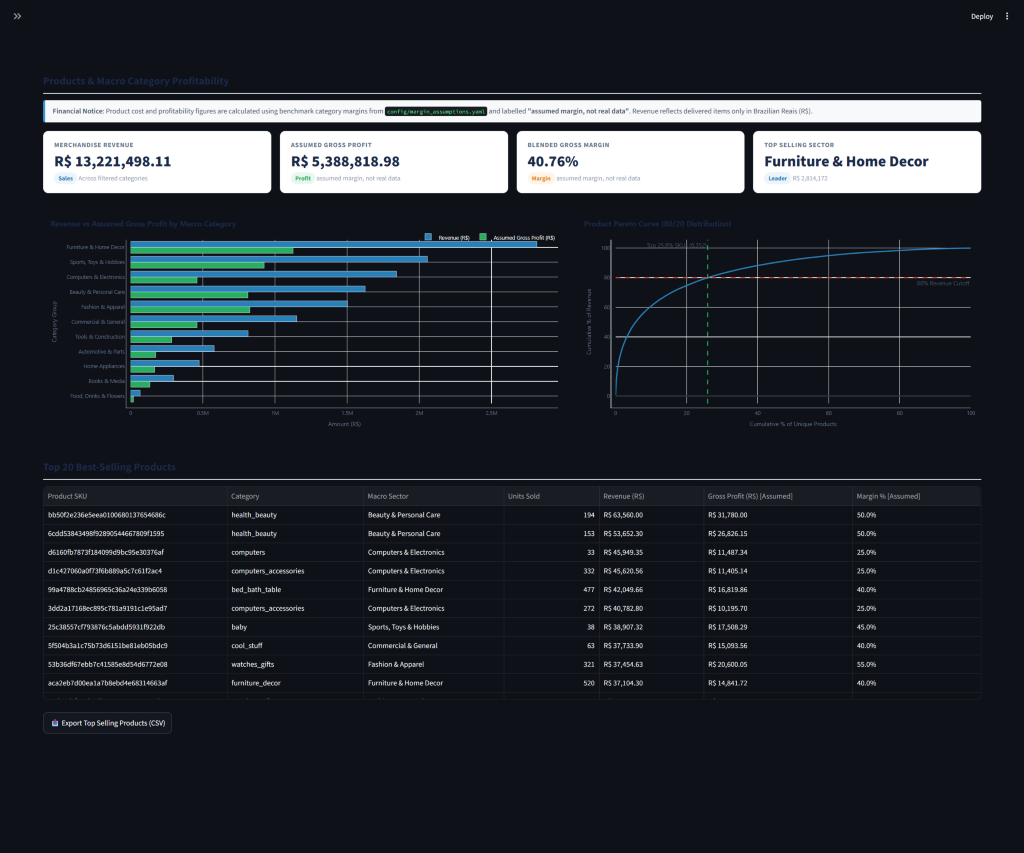 Deploy
Products & Macro Category Profitability
Financial Notice: Product cost and profitability figures are calculated using benchmark category margins from config/margin_assumptions.yaml and labelled "assumed margin, not real data". Revenue reflects delivered items only in Brazilian Reais (R$).
MERCHANDISE REVENUE
R$ 13,221,498.11
Sales Across filtered categories
ASSUMED GROSS PROFIT
R$ 5,388,818.98
Profit assumed margin, not real data
BLENDED GROSS MARGIN
40.76%
Margin assumed margin, not real data
TOP SELLING SECTOR
Furniture & Home Decor
Leader R$ 2,814,172
Revenue vs Assumed Gross Profit by Macro Category
Revenue (R$) Assumed Gross Profit (R$)
Category Group
Furniture & Home Decor
Sports, Toys & Hobbies
Computers & Electronics
Beauty & Personal Care
Fashion & Apparel
Commercial & General
Tools & Construction
Automotive & Parts
Home Appliances
Books & Media
Food, Drinks & Flowers
0 0.5M 1M 1.5M 2M 2.5M
Amount (R$)
Product Pareto Curve (80/20 Distribution)
Top 25.8% SKU
80% Revenue Cutoff
Cumulative % of Revenue
100
80
60
40
20
0
0 20 40 60 80 100
Cumulative % of Unique Products
Top 20 Best-Selling Products
Product SKU Category Macro Sector Units Sold Revenue (R$) Gross Profit (R$) [Assumed] Margin % [Assumed]
bb50f2e236e5eea0100680137654686c health_beauty Beauty & Personal Care 194 R$ 63,560.00 R$ 31,780.00 50.0%
6cdd53843498f92890544667809f1595 health_beauty Beauty & Personal Care 153 R$ 53,652.30 R$ 26,826.15 50.0%
d6160fb7873f184099d9bc95e30376af computers Computers & Electronics 33 R$ 45,949.35 R$ 11,487.34 25.0%
d1c427060a0f73f6b889a5c7c61f2ac4 computers_accessories Computers & Electronics 332 R$ 45,620.56 R$ 11,405.14 25.0%
99a4788cb24856965c36a24e339b6058 bed_bath_table Furniture & Home Decor 477 R$ 42,049.66 R$ 16,819.86 40.0%
3dd2a17168ec895c781a9191c1e95ad7 computers_accessories Computers & Electronics 272 R$ 40,782.80 R$ 10,195.70 25.0%
25c38557cf793876c5abdd5931f922db baby Sports, Toys & Hobbies 38 R$ 38,907.32 R$ 17,508.29 45.0%
5f504b3a1c75b73d6151be81eb05bdc9 cool_stuff Commercial & General 63 R$ 37,733.90 R$ 15,093.56 40.0%
53b36df67ebb7c41585e8d54d6772e08 watches_gifts Fashion & Apparel 321 R$ 37,454.63 R$ 20,600.05 55.0%
aca2eb7d00ea1a7b8ebd4e68314663af furniture_decor Furniture & Home Decor 520 R$ 37,104.30 R$ 14,841.72 40.0%
Export Top Selling Products (CSV)